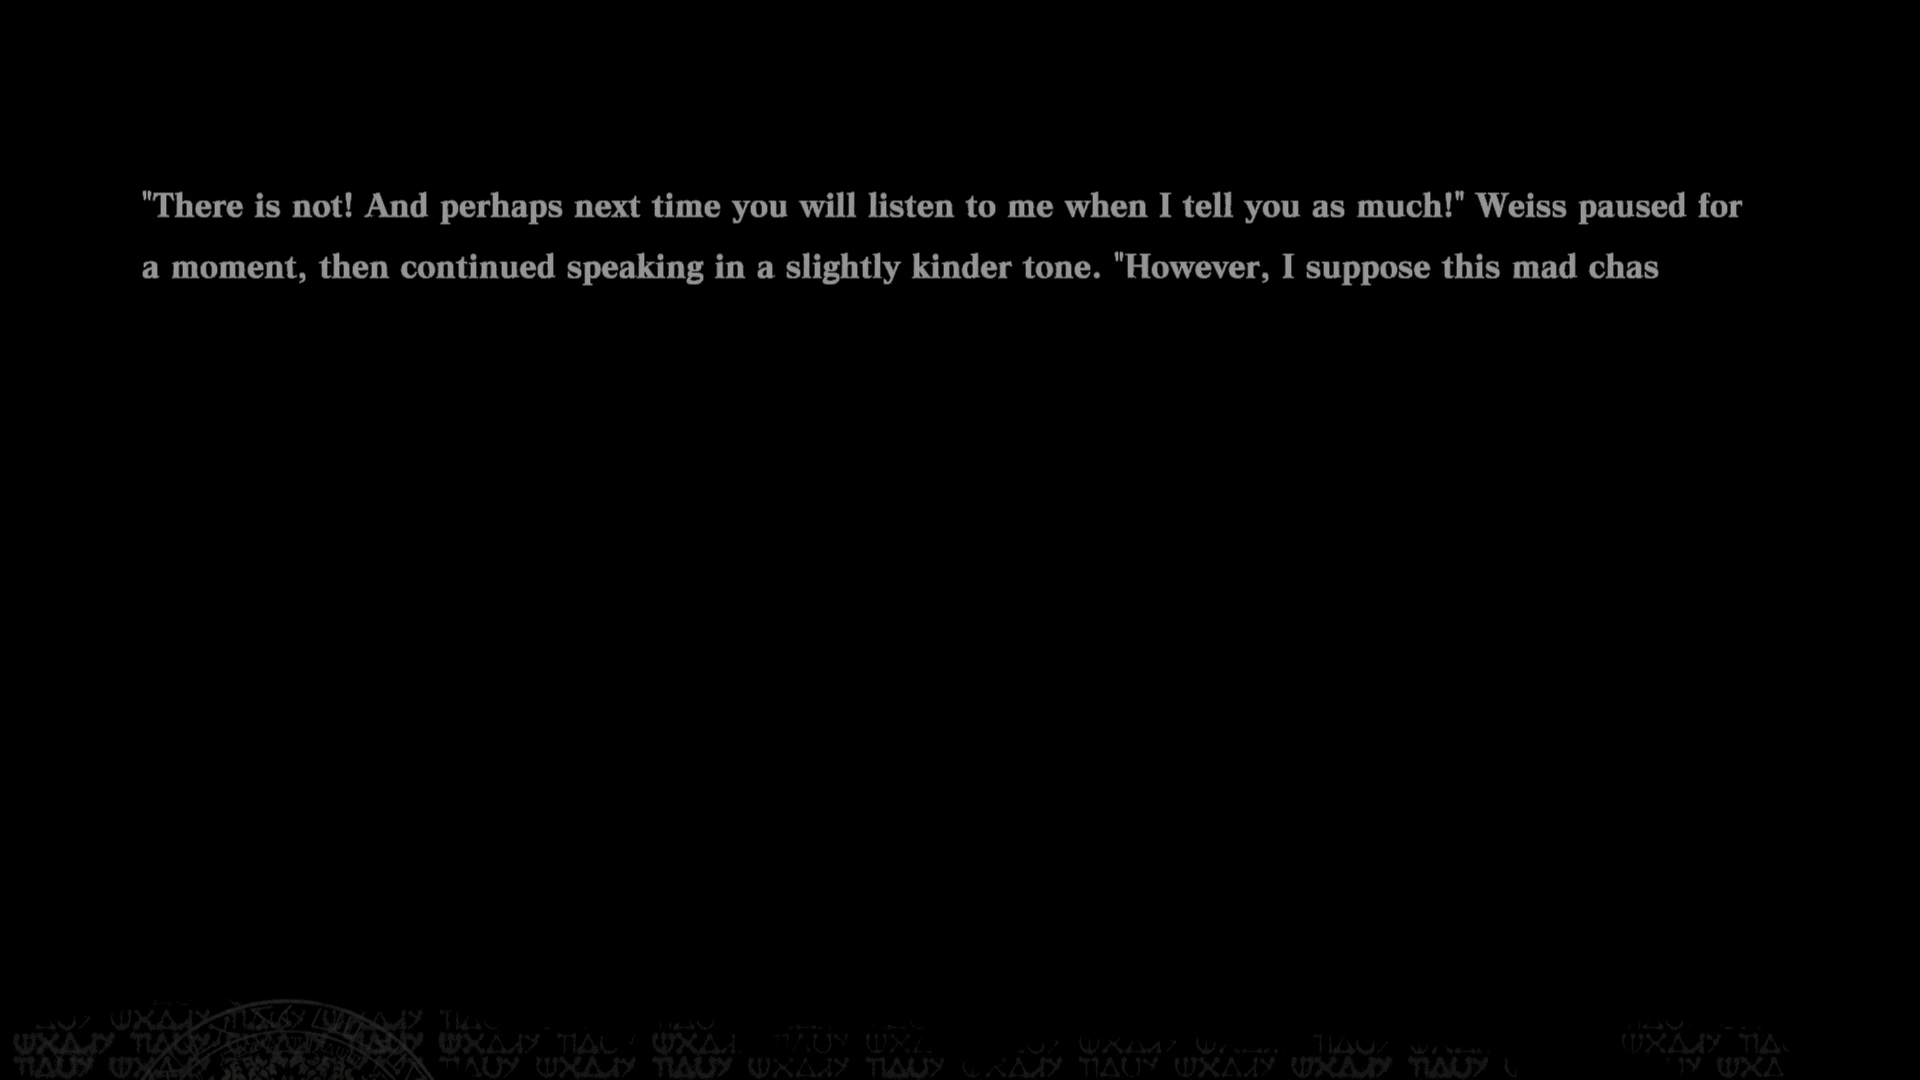 "There is not! And perhaps next time you will listen to me when I tell you as much!" Weiss paused for
a moment, then continued speaking in a slightly kinder tone. "However, I suppose this mad chas